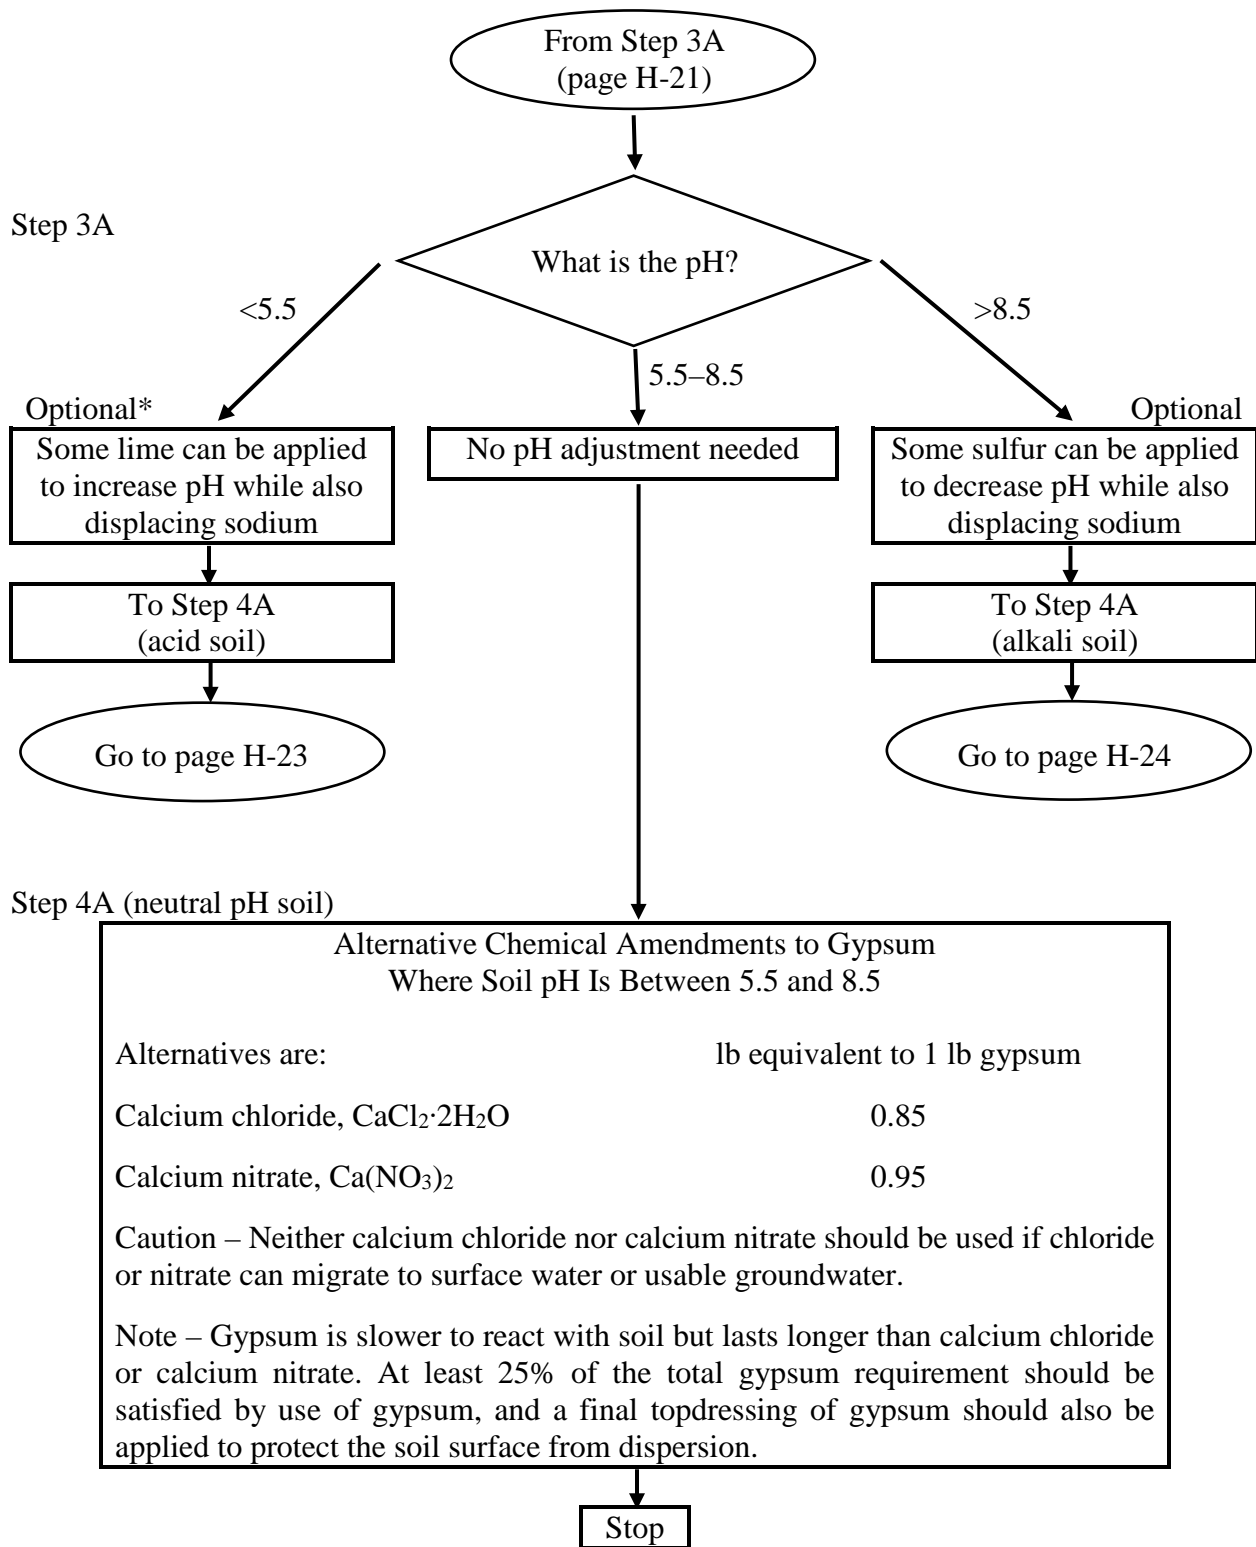 From Step 3A
(page H-21)
Step 3A
What is the pH?
<5.5
5.5–8.5
>8.5
Optional*
Some lime can be applied
to increase pH while also
displacing sodium
No pH adjustment needed
Optional
Some sulfur can be applied
to decrease pH while also
displacing sodium
To Step 4A
(acid soil)
To Step 4A
(alkali soil)
Go to page H-23
Go to page H-24
Step 4A (neutral pH soil)
Alternative Chemical Amendments to Gypsum
Where Soil pH Is Between 5.5 and 8.5
Alternatives are: lb equivalent to 1 lb gypsum
Calcium chloride, CaCl₂·2H₂O 0.85
Calcium nitrate, Ca(NO₃)₂ 0.95
Caution – Neither calcium chloride nor calcium nitrate should be used if chloride
or nitrate can migrate to surface water or usable groundwater.
Note – Gypsum is slower to react with soil but lasts longer than calcium chloride
or calcium nitrate. At least 25% of the total gypsum requirement should be
satisfied by use of gypsum, and a final topdressing of gypsum should also be
applied to protect the soil surface from dispersion.
Stop